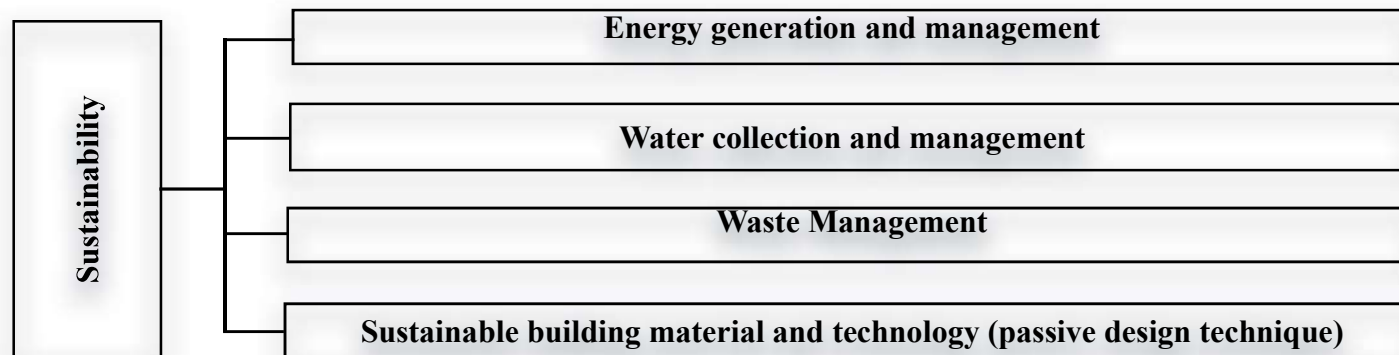 Sustainability
Energy generation and management
Water collection and management
Waste Management
Sustainable building material and technology (passive design technique)